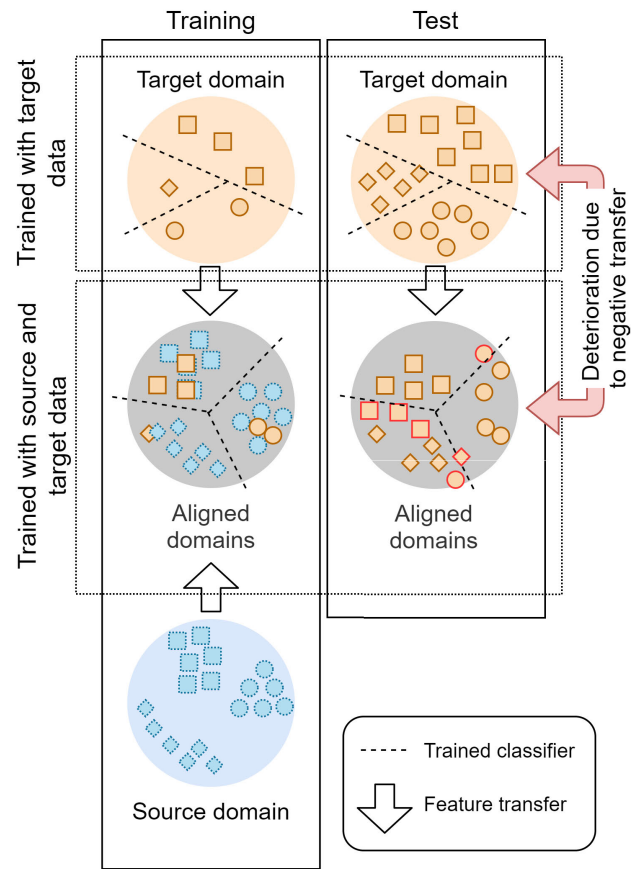 Training
Test
Trained with target
data
Target domain
Target domain
Deterioration due
to negative transfer
Trained with source and
target data
Aligned
domains
Aligned
domains
Source domain
Trained classifier
Feature transfer